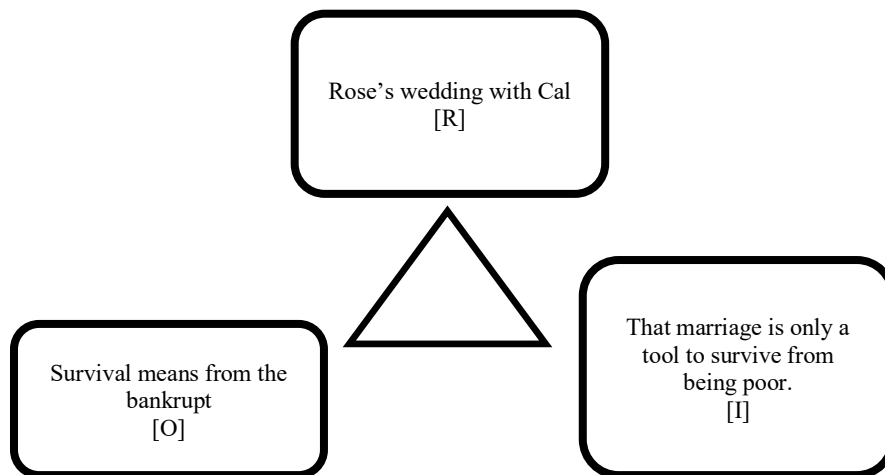 Rose’s wedding with Cal
[R]
Survival means from the
bankrupt
[O]
That marriage is only a
tool to survive from
being poor.
[I]